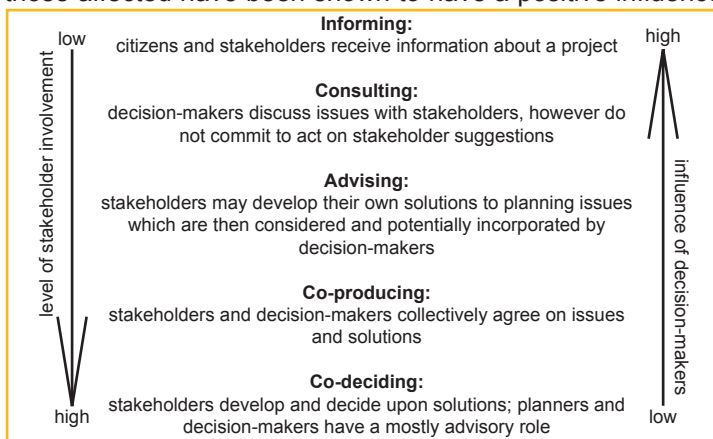 these affected have been shown to have a positive influence
low
high
Informing:
citizens and stakeholders receive information about a project
Consulting:
decision-makers discuss issues with stakeholders, however do
not commit to act on stakeholder suggestions
Advising:
stakeholders may develop their own solutions to planning issues
which are then considered and potentially incorporated by
decision-makers
Co-producing:
stakeholders and decision-makers collectively agree on issues
and solutions
Co-deciding:
stakeholders develop and decide upon solutions; planners and
decision-makers have a mostly advisory role
high
low
level of stakeholder involvement
influence of decision-makers